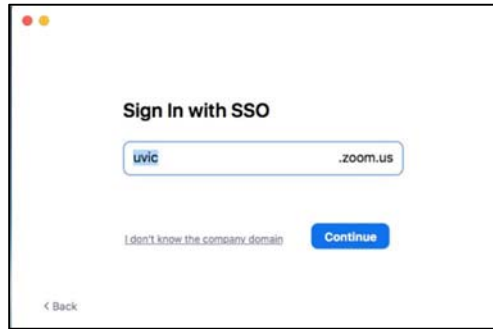 Sign In with SSO
uvic .zoom.us
I don't know the company domain Continue
< Back